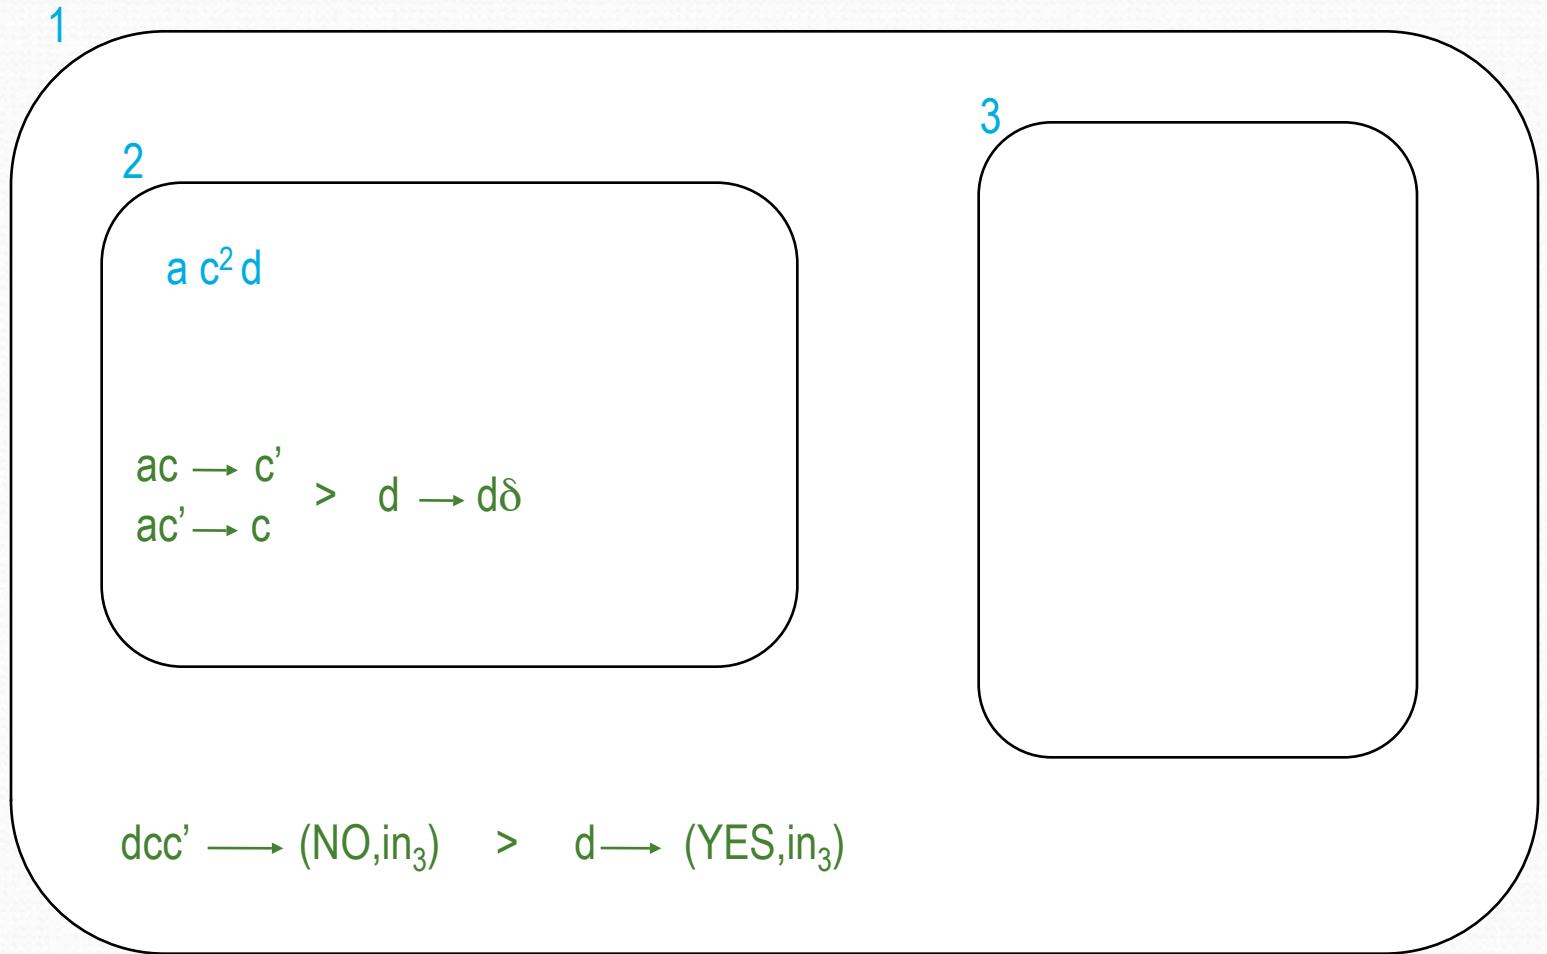 1
3
2
a c² d
ac → c’
ac’ → c
> d → dδ
dcc’ → (NO,in₃) > d → (YES,in₃)